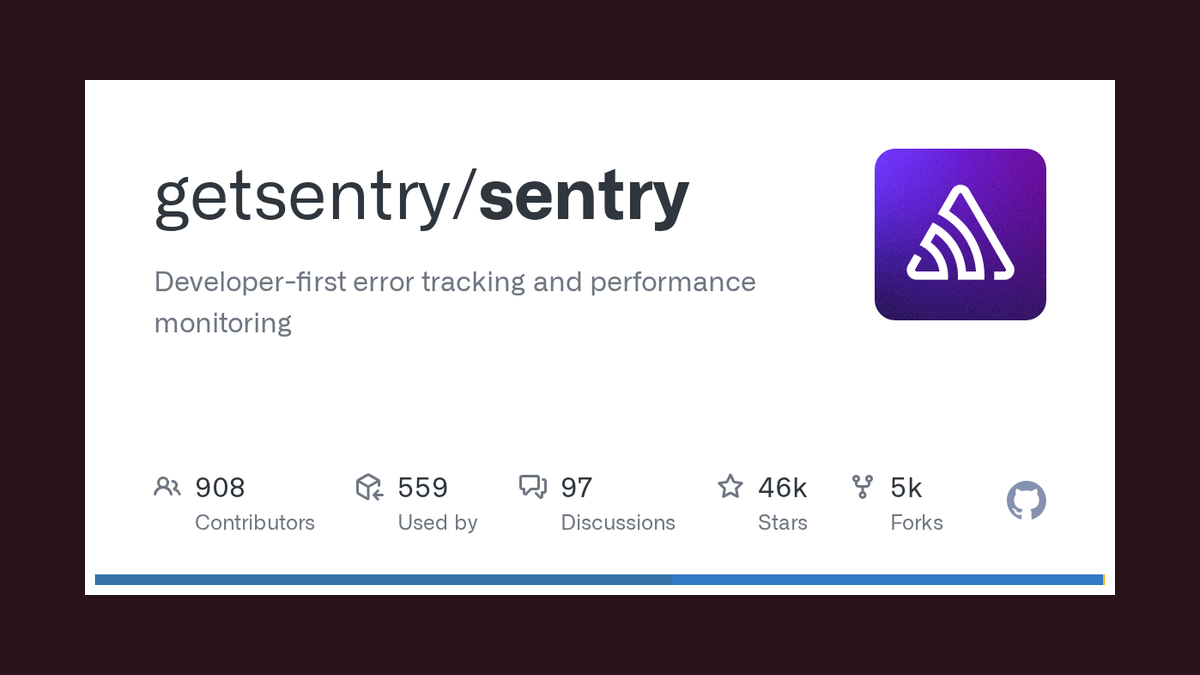 getsentry/sentry
Developer-first error tracking and performance
monitoring
908 559 97 46k 5k
Contributors Used by Discussions Stars Forks